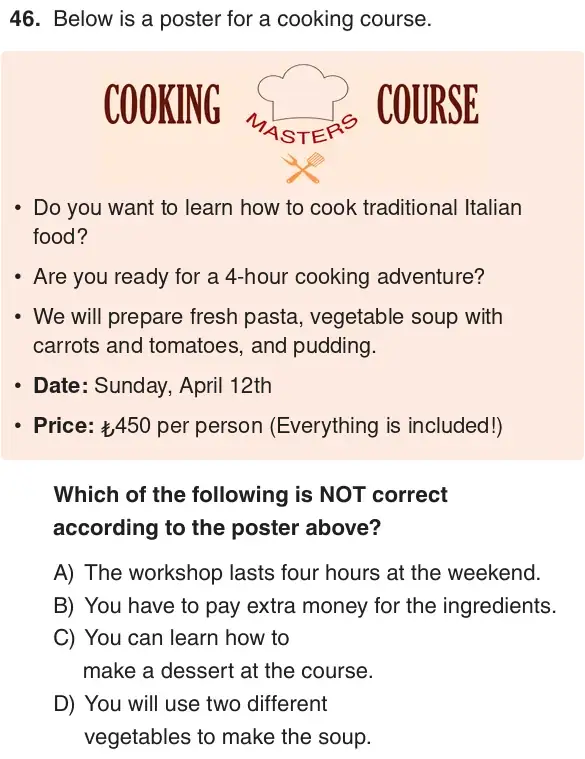 46. Below is a poster for a cooking course.
COOKING MASTERS COURSE
• Do you want to learn how to cook traditional Italian
food?
• Are you ready for a 4-hour cooking adventure?
• We will prepare fresh pasta, vegetable soup with
carrots and tomatoes, and pudding.
• Date: Sunday, April 12th
• Price: ₺450 per person (Everything is included!)
Which of the following is NOT correct
according to the poster above?
A) The workshop lasts four hours at the weekend.
B) You have to pay extra money for the ingredients.
C) You can learn how to
make a dessert at the course.
D) You will use two different
vegetables to make the soup.